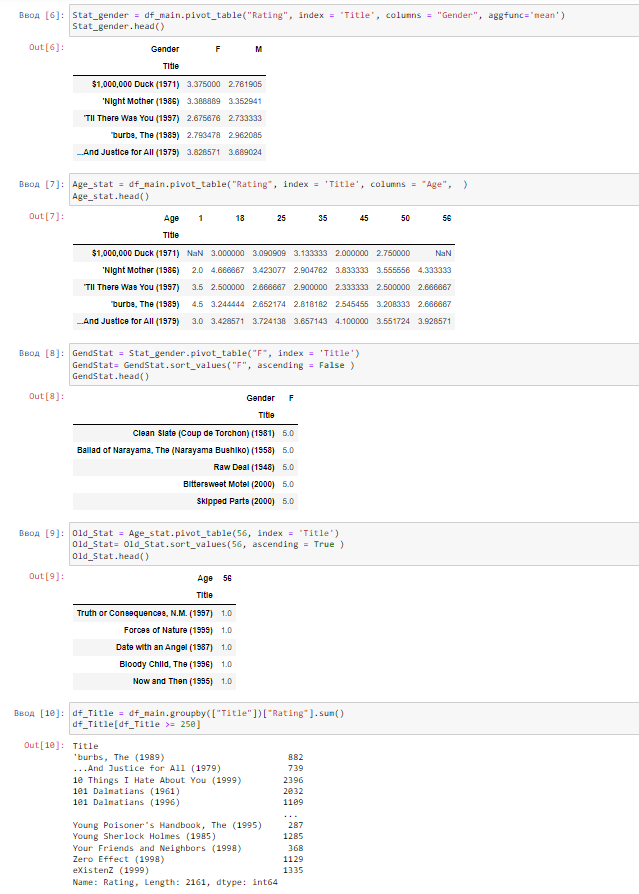 Ввод [6]: Stat_gender = df_main.pivot_table("Rating", index = 'Title', columns = "Gender", aggfunc='mean')
Stat_gender.head()
Out[6]: Gender F M
Title
$1,000,000 Duck (1971) 3.375000 2.761905
'Night Mother (1986) 3.388889 3.352941
'Til There Was You (1997) 2.675676 2.733333
'burbs, The (1989) 2.793478 2.962085
...And Justice for All (1979) 3.828571 3.689024
Ввод [7]: Age_stat = df_main.pivot_table("Rating", index = 'Title', columns = "Age", )
Age_stat.head()
Out[7]: Age 1 18 25 35 45 50 56
Title
$1,000,000 Duck (1971) NaN 3.000000 3.090909 3.133333 2.000000 2.750000 NaN
'Night Mother (1986) 2.0 4.666667 3.423077 2.904762 3.833333 3.555556 4.333333
'Til There Was You (1997) 3.5 2.500000 2.666667 2.900000 2.333333 2.500000 2.666667
'burbs, The (1989) 4.5 3.244444 2.652174 2.818182 2.545455 3.208333 2.666667
...And Justice for All (1979) 3.0 3.428571 3.724138 3.657143 4.100000 3.551724 3.928571
Ввод [8]: GendStat = Stat_gender.pivot_table("F", index = 'Title')
GendStat= GendStat.sort_values("F", ascending = False )
GendStat.head()
Out[8]: Gender F
Title
Clean Slate (Coup de Torchon) (1981) 5.0
Ballad of Narayama, The (Narayama Bushiko) (1958) 5.0
Raw Deal (1948) 5.0
Bittersweet Motel (2000) 5.0
Skipped Parts (2000) 5.0
Ввод [9]: Old_Stat = Age_stat.pivot_table(56, index = 'Title')
Old_Stat= Old_Stat.sort_values(56, ascending = True )
Old_Stat.head()
Out[9]: Age 56
Title
Truth or Consequences, N.M. (1997) 1.0
Forces of Nature (1999) 1.0
Date with an Angel (1987) 1.0
Bloody Child, The (1996) 1.0
Now and Then (1995) 1.0
Ввод [10]: df_Title = df_main.groupby(["Title"])["Rating"].sum()
df_Title[df_Title >= 250]
Out[10]: Title
'burbs, The (1989) 882
...And Justice for All (1979) 739
10 Things I Hate About You (1999) 2396
101 Dalmatians (1961) 2032
101 Dalmatians (1996) 1109
...
Young Poisoner's Handbook, The (1995) 287
Young Sherlock Holmes (1985) 1285
Your Friends and Neighbors (1998) 368
Zero Effect (1998) 1129
eXistenZ (1999) 1335
Name: Rating, Length: 2161, dtype: int64